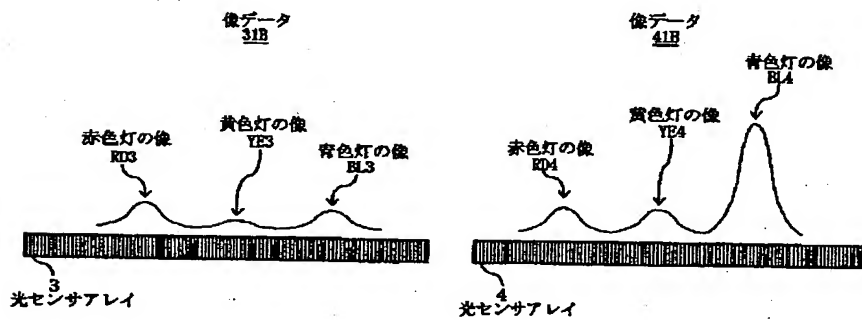 像データ
31B
赤色灯の像
RD3
黄色灯の像
YE3
青色灯の像
BL3
3
光センサアレイ
像データ
41B
赤色灯の像
RD4
黄色灯の像
YE4
青色灯の像
BL4
4
光センサアレイ